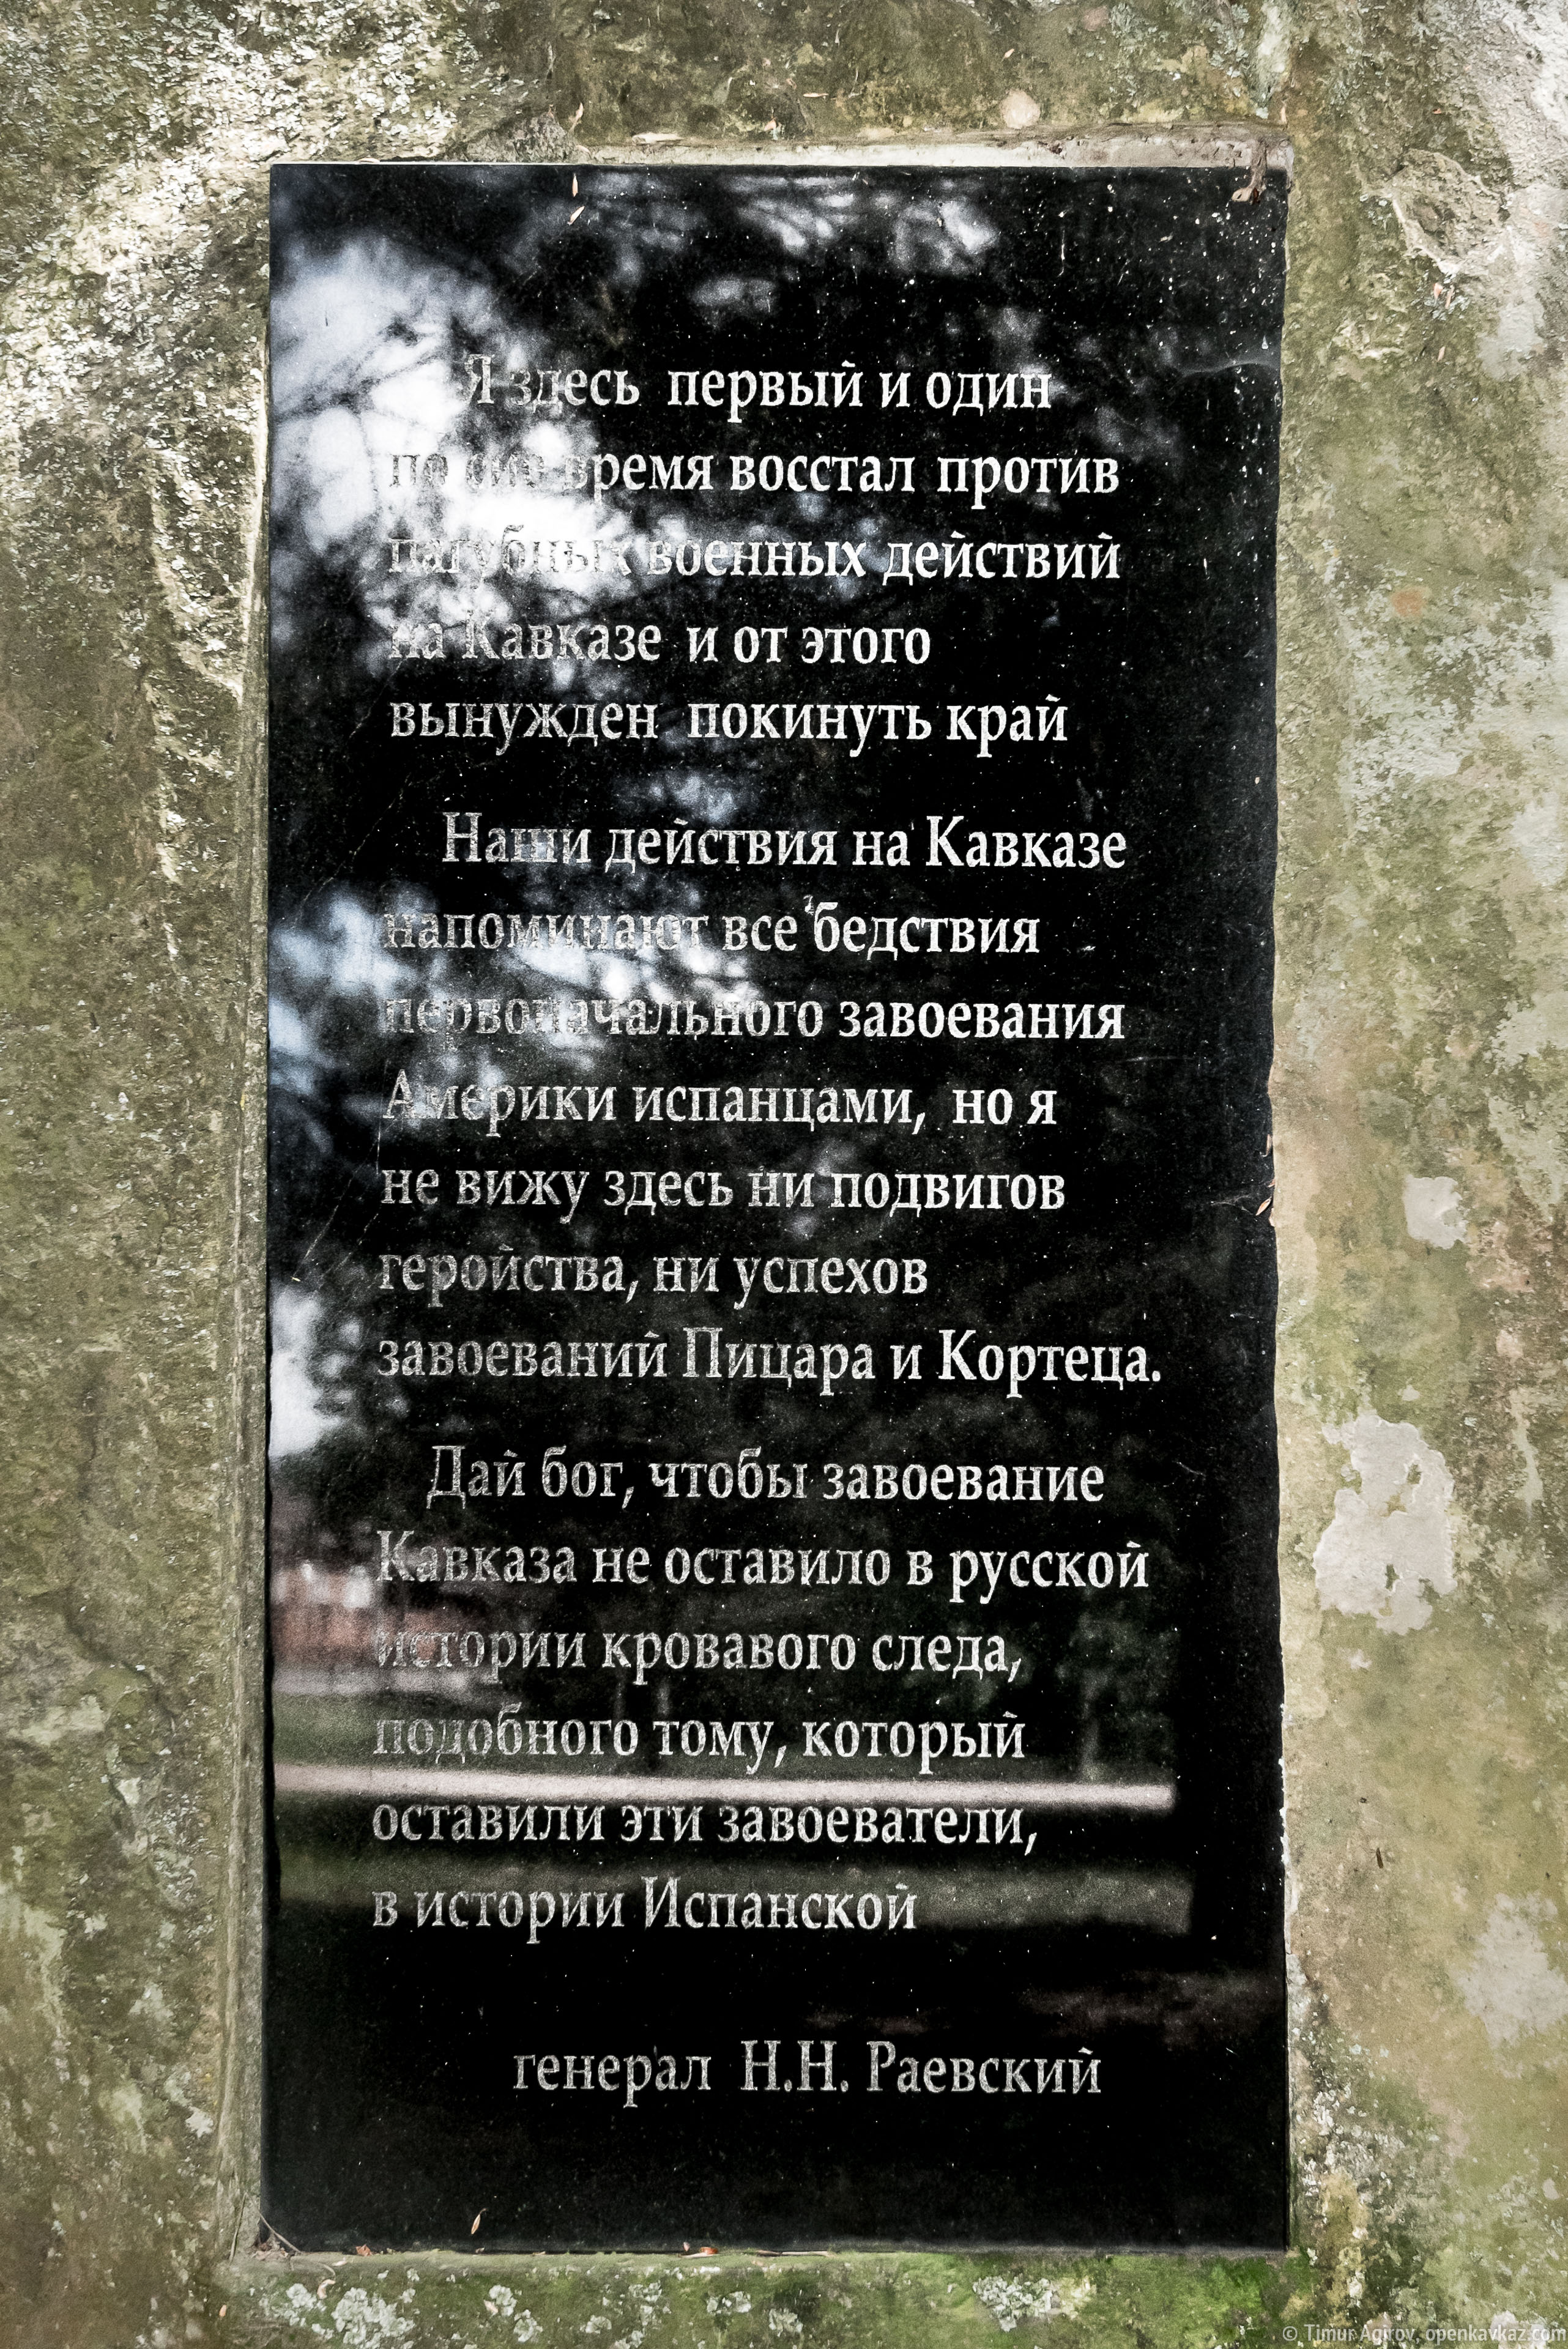 Я здесь первый и один
по сие время восстал против
пагубных военных действий
на Кавказе и от этого
вынужден покинуть край
Наши действия на Кавказе
напоминают все бедствия
первоначального завоевания
Америки испанцами, но я
не вижу здесь ни подвигов
геройства, ни успехов
завоеваний Пицара и Кортеца.
Дай бог, чтобы завоевание
Кавказа не оставило в русской
истории кровавого следа,
подобного тому, который
оставили эти завоеватели,
в истории Испанской
генерал Н.Н. Раевский
© Timur Agirov, openkavkaz.com